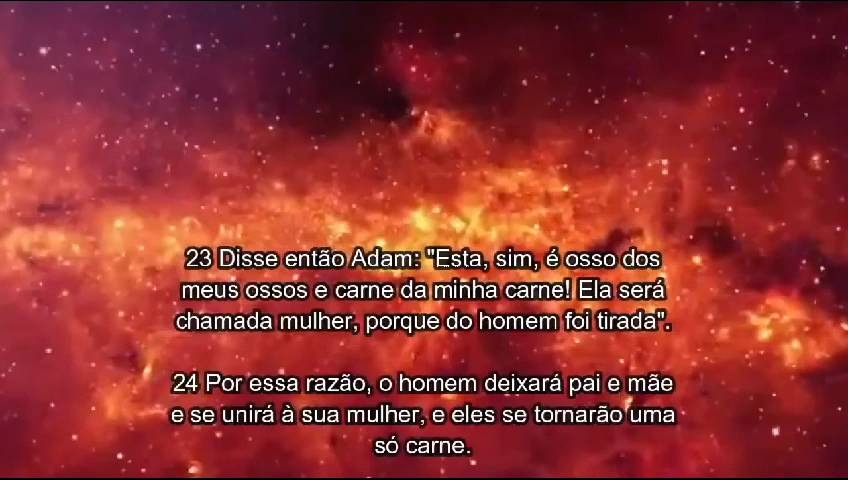 23 Disse então Adam: "Esta, sim, é osso dos
meus ossos e carne da minha carne! Ela será
chamada mulher, porque do homem foi tirada".
24 Por essa razão, o homem deixará pai e mãe
e se unirá à sua mulher, e eles se tornarão uma
só carne.